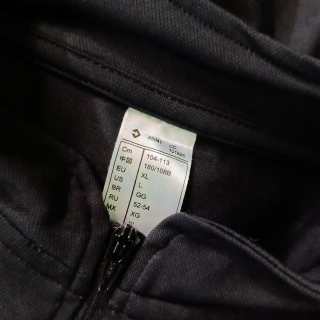 Cm 104-113
中国 180/108B
EU XL
US L
BR GG
RU 52-54
MX XG